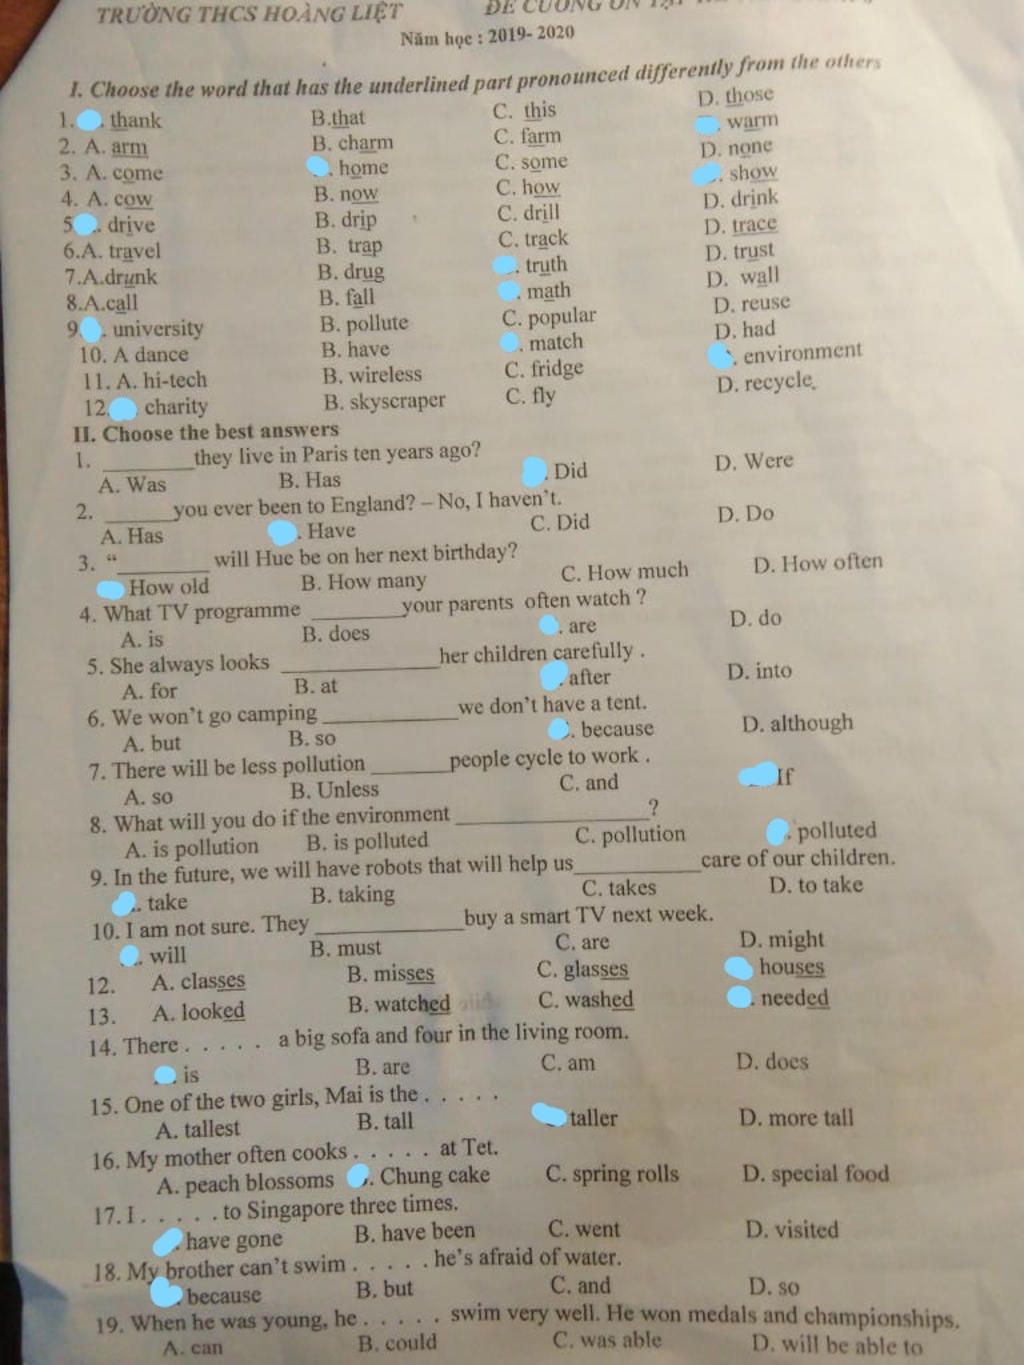 TRƯỜNG THCS HOÀNG LIỆT ĐỀ CƯƠNG ÔN
Năm học : 2019- 2020
I. Choose the word that has the underlined part pronounced differently from the others
1. . thank B.that C. this D. those
2. A. arm B. charm C. farm . warm
3. A. come . home C. some D. none
4. A. cow B. now C. how . show
5 . drive B. drip C. drill D. drink
6.A. travel B. trap C. track D. trace
7.A.drunk B. drug . truth D. trust
8.A.call B. fall . math D. wall
9. . university B. pollute C. popular D. reuse
10. A dance B. have . match D. had
11. A. hi-tech B. wireless C. fridge . environment
12. charity B. skyscraper C. fly D. recycle.
II. Choose the best answers
1. ________they live in Paris ten years ago?
A. Was B. Has . Did D. Were
2. ______you ever been to England? – No, I haven't.
A. Has . Have C. Did D. Do
3. "________ will Hue be on her next birthday?
How old B. How many C. How much D. How often
4. What TV programme ________your parents often watch ?
A. is B. does . are D. do
5. She always looks ______________her children carefully .
A. for B. at . after D. into
6. We won't go camping ____________we don't have a tent.
A. but B. so . because D. although
7. There will be less pollution _______people cycle to work .
A. so B. Unless C. and If
8. What will you do if the environment _________________?
A. is pollution B. is polluted C. pollution . polluted
9. In the future, we will have robots that will help us___________care of our children.
. take B. taking C. takes D. to take
10. I am not sure. They _____________buy a smart TV next week.
. will B. must C. are D. might
12. A. classes B. misses C. glasses houses
13. A. looked B. watched C. washed . needed
14. There . . . . . a big sofa and four in the living room.
. is B. are C. am D. does
15. One of the two girls, Mai is the . . . . .
A. tallest B. tall taller D. more tall
16. My mother often cooks . . . . . at Tet.
A. peach blossoms . Chung cake C. spring rolls D. special food
17. I . . . . . to Singapore three times.
. have gone B. have been C. went D. visited
18. My brother can't swim . . . . . he's afraid of water.
. because B. but C. and D. so
19. When he was young, he . . . . . swim very well. He won medals and championships.
A. can B. could C. was able D. will be able to